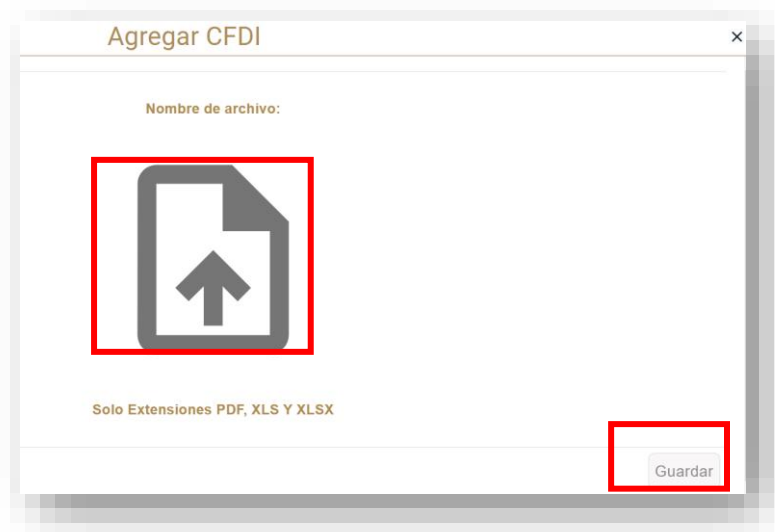 Agregar CFDI
×
Nombre de archivo:
Solo Extensiones PDF, XLS Y XLSX
Guardar